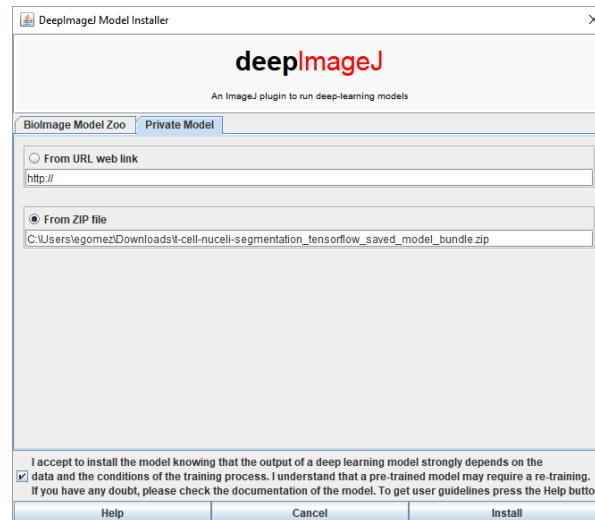 DeepImageJ Model Installer
deepImageJ
An ImageJ plugin to run deep-learning models
BioImage Model Zoo Private Model
From URL web link
http://
From ZIP file
C:\Users\egomez\Downloads\t-cell-nuceli-segmentation_tensorflow_saved_model_bundle.zip
I accept to install the model knowing that the output of a deep learning model strongly depends on the
data and the conditions of the training process. I understand that a pre-trained model may require a re-training.
If you have any doubt, please check the documentation of the model. To get user guidelines press the Help butto
Help Cancel Install